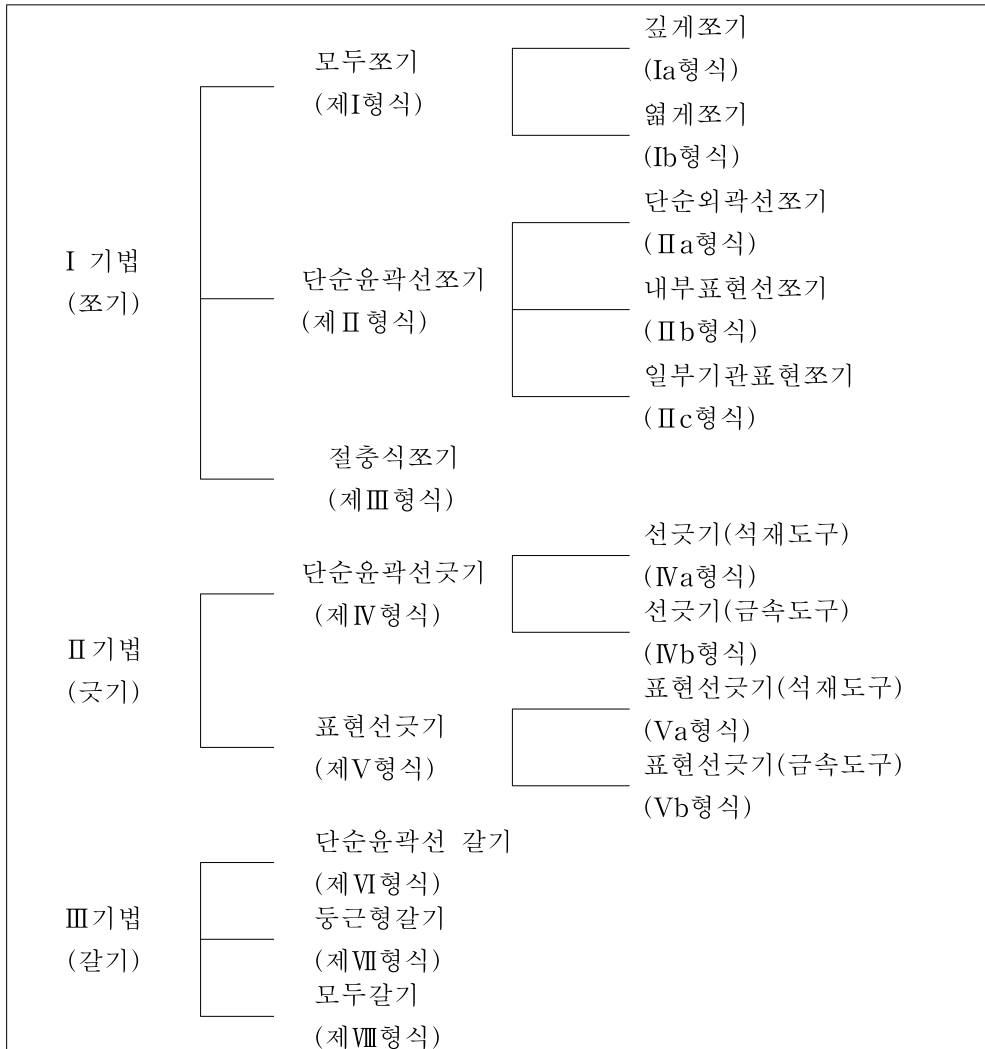 깊게쪼기
모두쪼기
(Ⅰa형식)
(제Ⅰ형식)
엷게쪼기
(Ⅰb형식)
단순외곽선쪼기
(Ⅱa형식)
Ⅰ 기법
(쪼기)
단순윤곽선쪼기
(제Ⅱ형식)
내부표현선쪼기
(Ⅱb형식)
일부기관표현쪼기
(Ⅱc형식)
절충식쪼기
(제Ⅲ형식)
선긋기(석재도구)
단순윤곽선긋기
(Ⅳa형식)
(제Ⅳ형식)
선긋기(금속도구)
(Ⅳb형식)
Ⅱ기법
(긋기)
표현선긋기(석재도구)
표현선긋기
(Ⅴa형식)
(제Ⅴ형식)
표현선긋기(금속도구)
(Ⅴb형식)
단순윤곽선 갈기
(제Ⅵ형식)
Ⅲ기법
(갈기)
둥근형갈기
(제Ⅶ형식)
모두갈기
(제Ⅷ형식)